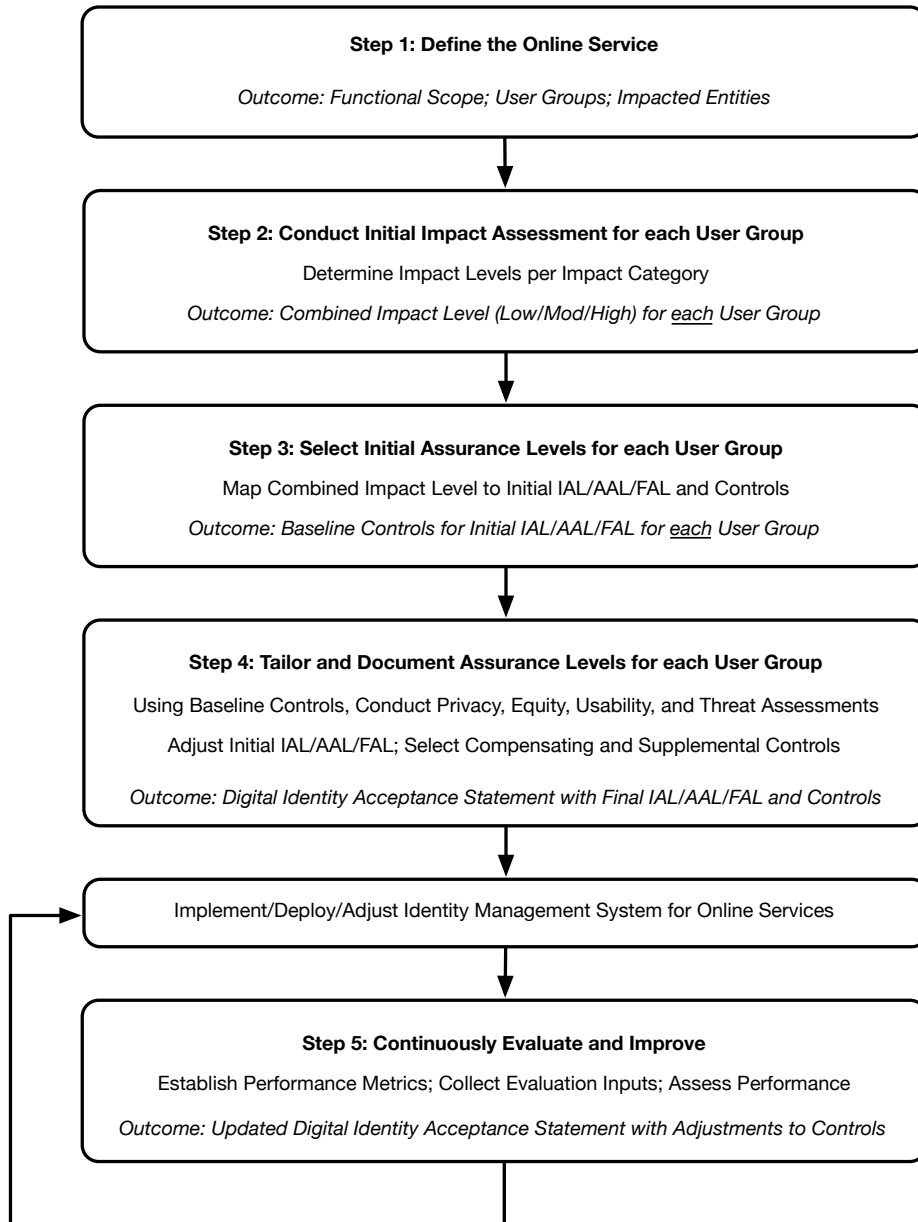 Step 1: Define the Online Service
Outcome: Functional Scope; User Groups; Impacted Entities
Step 2: Conduct Initial Impact Assessment for each User Group
Determine Impact Levels per Impact Category
Outcome: Combined Impact Level (Low/Mod/High) for each User Group
Step 3: Select Initial Assurance Levels for each User Group
Map Combined Impact Level to Initial IAL/AAL/FAL and Controls
Outcome: Baseline Controls for Initial IAL/AAL/FAL for each User Group
Step 4: Tailor and Document Assurance Levels for each User Group
Using Baseline Controls, Conduct Privacy, Equity, Usability, and Threat Assessments
Adjust Initial IAL/AAL/FAL; Select Compensating and Supplemental Controls
Outcome: Digital Identity Acceptance Statement with Final IAL/AAL/FAL and Controls
Implement/Deploy/Adjust Identity Management System for Online Services
Step 5: Continuously Evaluate and Improve
Establish Performance Metrics; Collect Evaluation Inputs; Assess Performance
Outcome: Updated Digital Identity Acceptance Statement with Adjustments to Controls